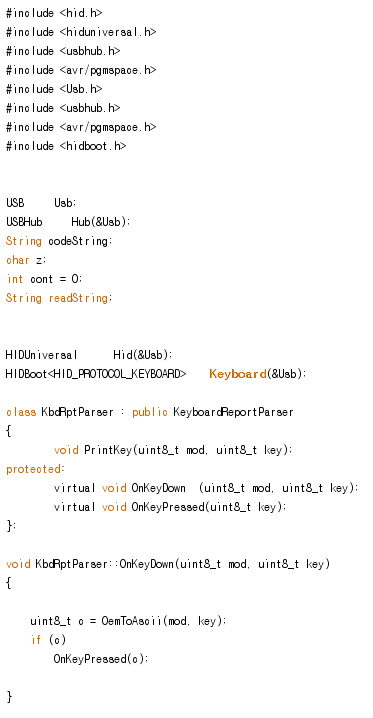 #include <hid.h>
#include <hiduniversal.h>
#include <usbhub.h>
#include <avr/pgmspace.h>
#include <Usb.h>
#include <usbhub.h>
#include <avr/pgmspace.h>
#include <hidboot.h>
USB     Usb;
USBHub     Hub(&Usb);
String codeString;
char z;
int cont = 0;
String readString;
HIDUniversal      Hid(&Usb);
HIDBoot<HID_PROTOCOL_KEYBOARD>    Keyboard(&Usb);
class KbdRptParser : public KeyboardReportParser
{
        void PrintKey(uint8_t mod, uint8_t key);
protected:
        virtual void OnKeyDown  (uint8_t mod, uint8_t key);
        virtual void OnKeyPressed(uint8_t key);
};
void KbdRptParser::OnKeyDown(uint8_t mod, uint8_t key)
{
    uint8_t c = OemToAscii(mod, key);
    if (c)
        OnKeyPressed(c);
}